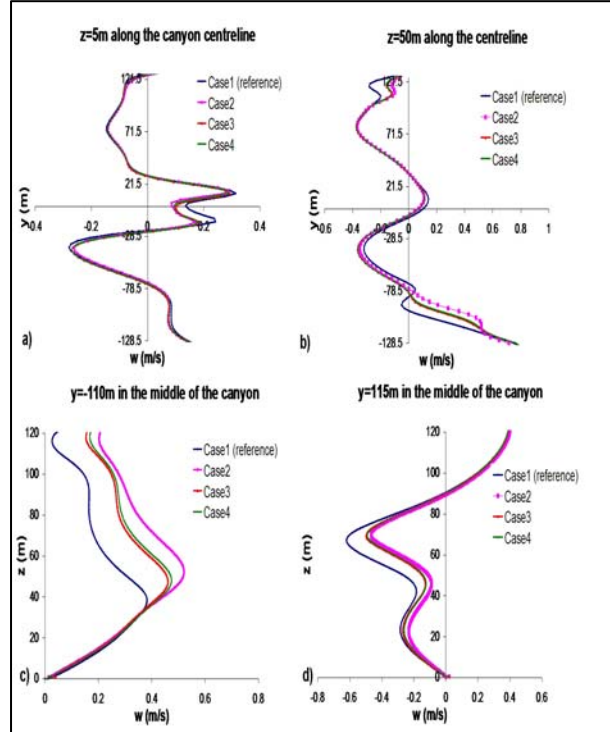 z=5m along the canyon centreline
121.5
71.5
21.5
-28.5
-78.5
-128.5
-0.4
-0.2
0
0.2
0.4
y (m)
w (m/s)
Case1 (reference)
Case2
Case3
Case4
a)
z=50m along the centreline
121.5
71.5
21.5
-28.5
-78.5
-128.5
-0.6
-0.4
-0.2
0
0.2
0.4
0.6
0.8
1
y (m)
w (m/s)
Case1 (reference)
Case2
Case3
Case4
b)
y=-110m in the middle of the canyon
120
100
80
60
40
20
0
0
0.2
0.4
0.6
0.8
z (m)
w (m/s)
Case1 (reference)
Case2
Case3
Case4
c)
y=115m in the middle of the canyon
120
100
80
60
40
20
0
-0.8
-0.6
-0.4
-0.2
0
0.2
0.4
0.6
z (m)
w (m/s)
Case1 (reference)
Case2
Case3
Case4
d)